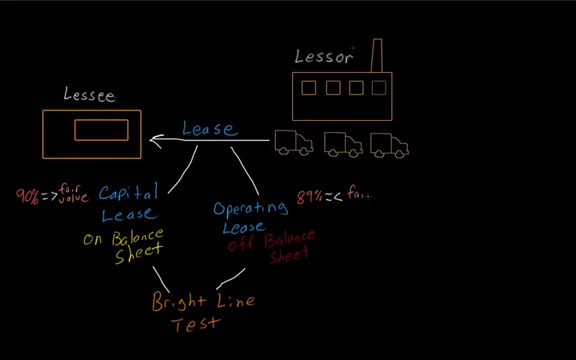 Lessor
Lessee
Lease
90% => fair value
Capital Lease
On Balance Sheet
Operating Lease
Off Balance Sheet
89% =< fai
Bright Line
Test